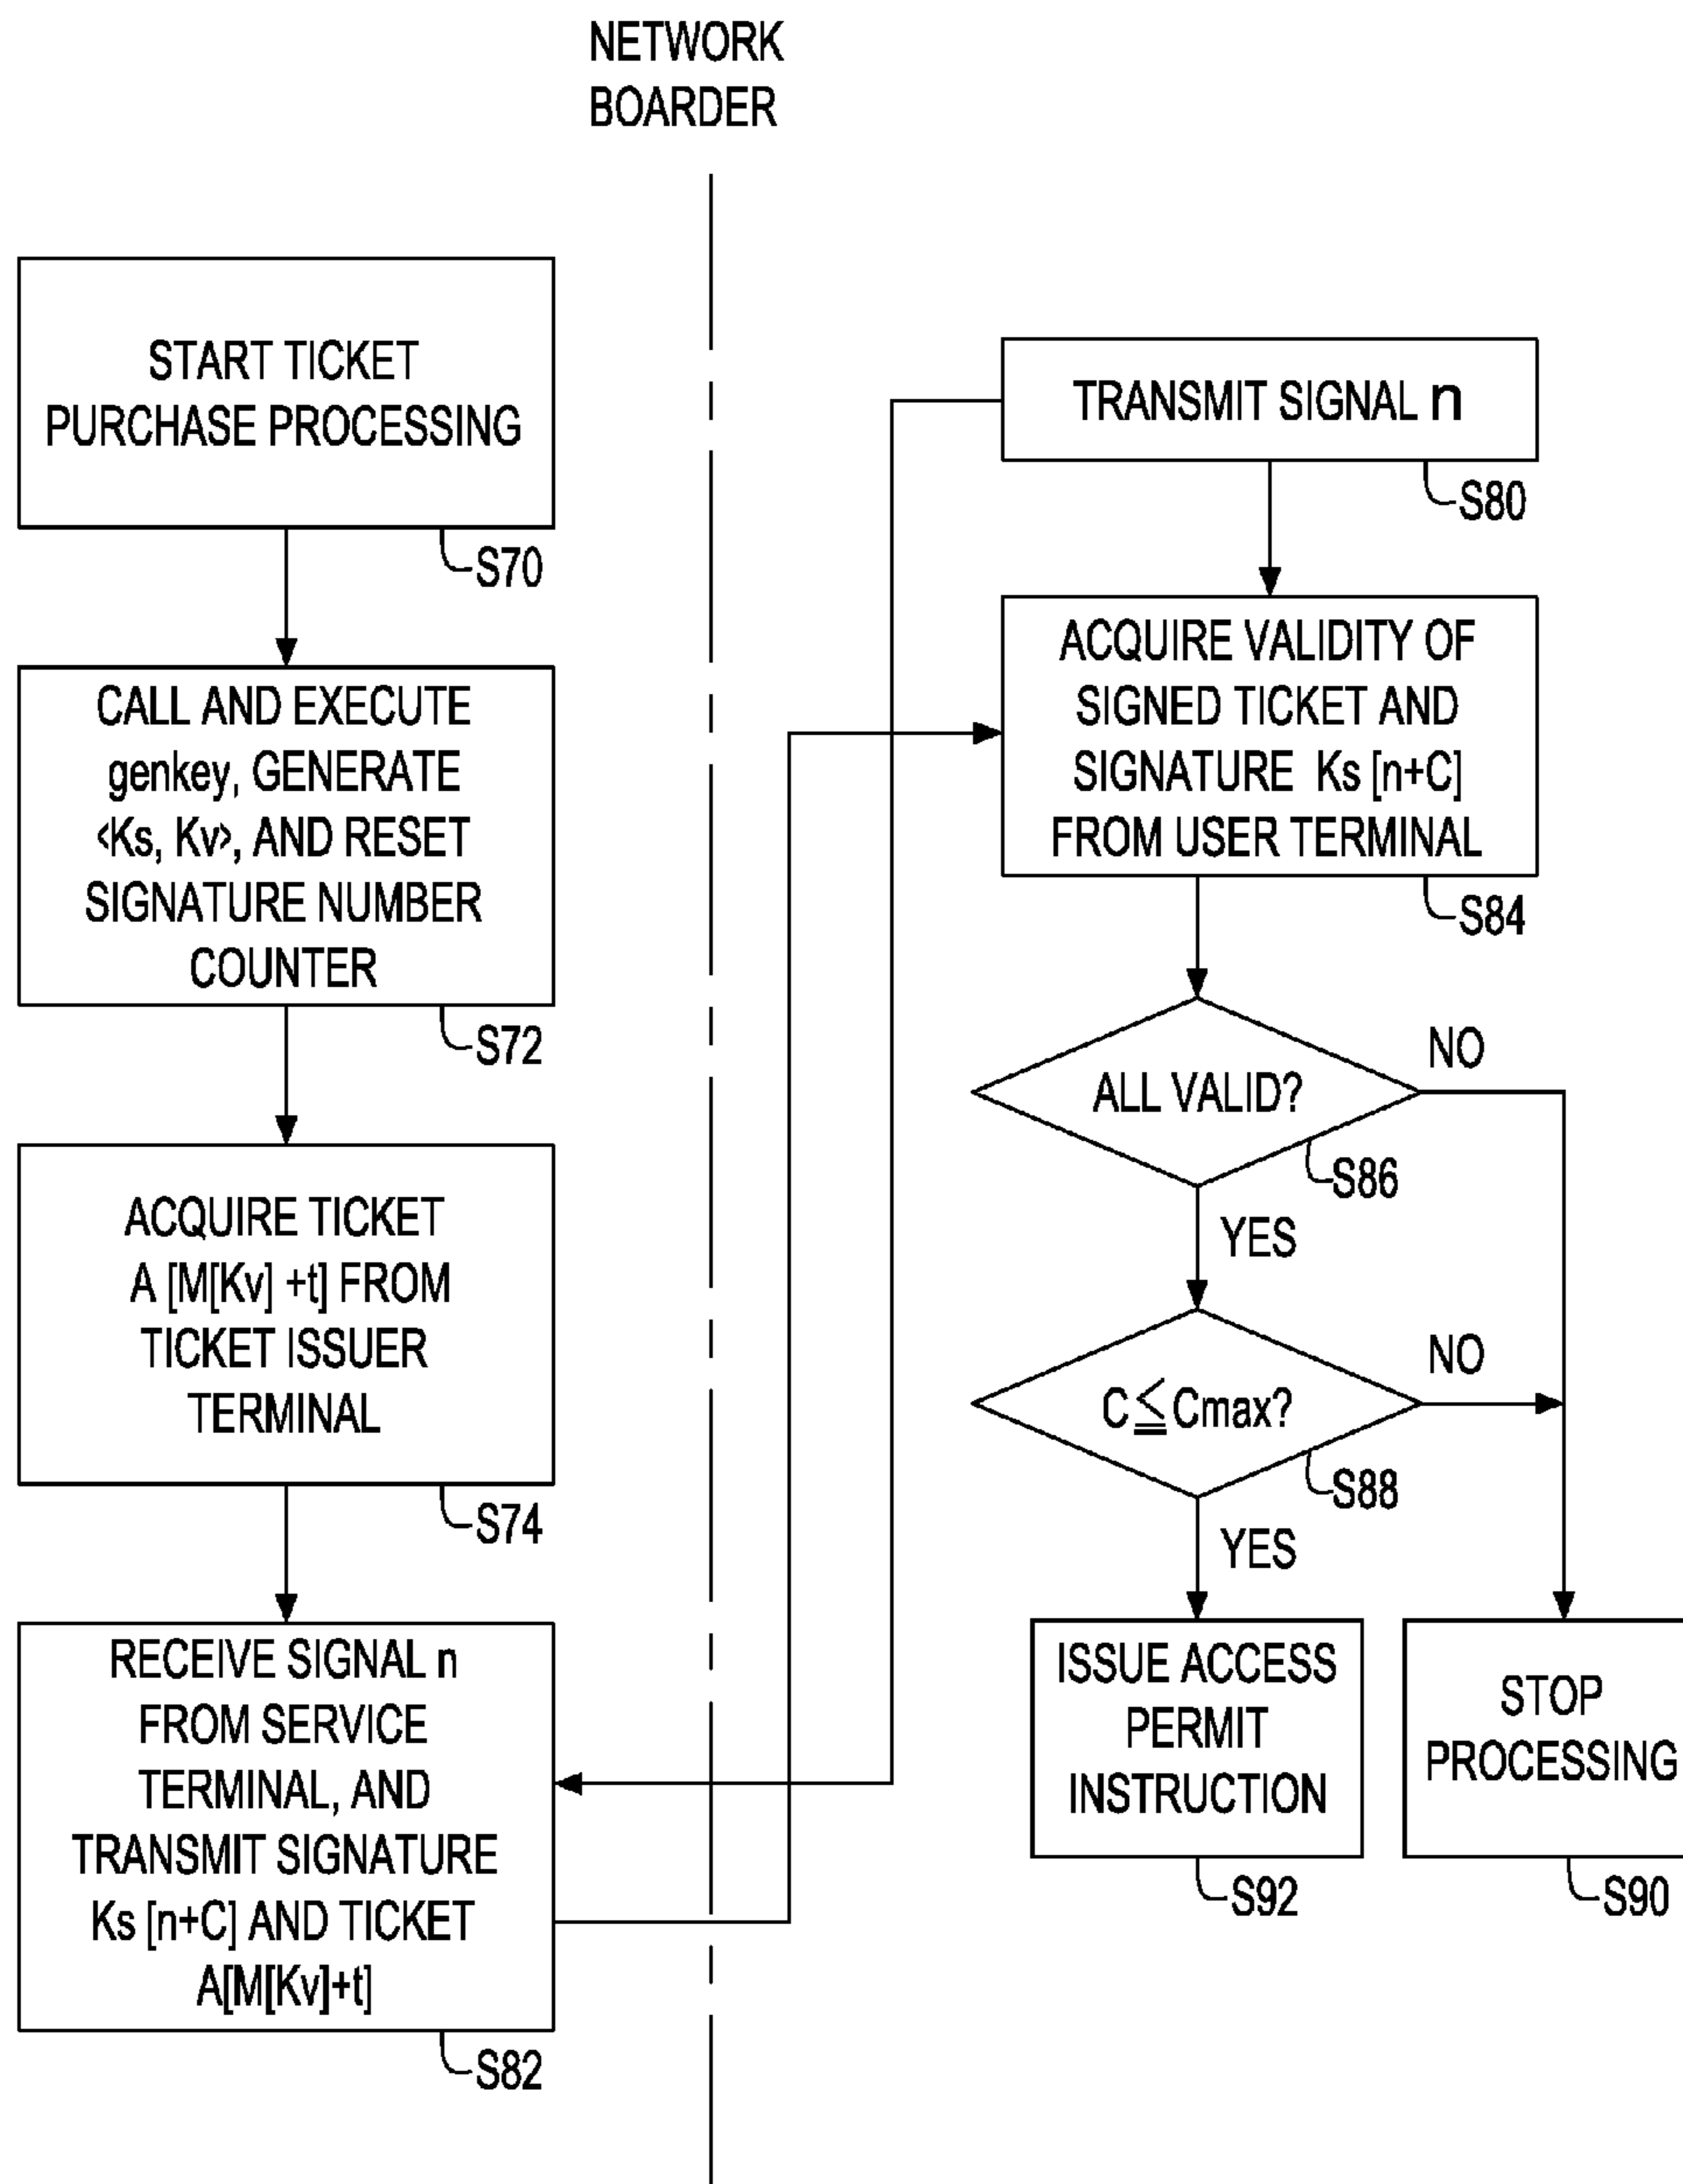 NETWORK
BOARDER
START TICKET
PURCHASE PROCESSING
S70
CALL AND EXECUTE
genkey, GENERATE
<Ks, Kv>, AND RESET
SIGNATURE NUMBER
COUNTER
S72
ACQUIRE TICKET
A [M[Kv] +t] FROM
TICKET ISSUER
TERMINAL
S74
RECEIVE SIGNAL n
FROM SERVICE
TERMINAL, AND
TRANSMIT SIGNATURE
Ks [n+C] AND TICKET
A[M[Kv]+t]
S82
TRANSMIT SIGNAL n
S80
ACQUIRE VALIDITY OF
SIGNED TICKET AND
SIGNATURE Ks [n+C]
FROM USER TERMINAL
S84
ALL VALID?
NO
S86
YES
C≦Cmax?
NO
S88
YES
ISSUE ACCESS
PERMIT
INSTRUCTION
S92
STOP
PROCESSING
S90